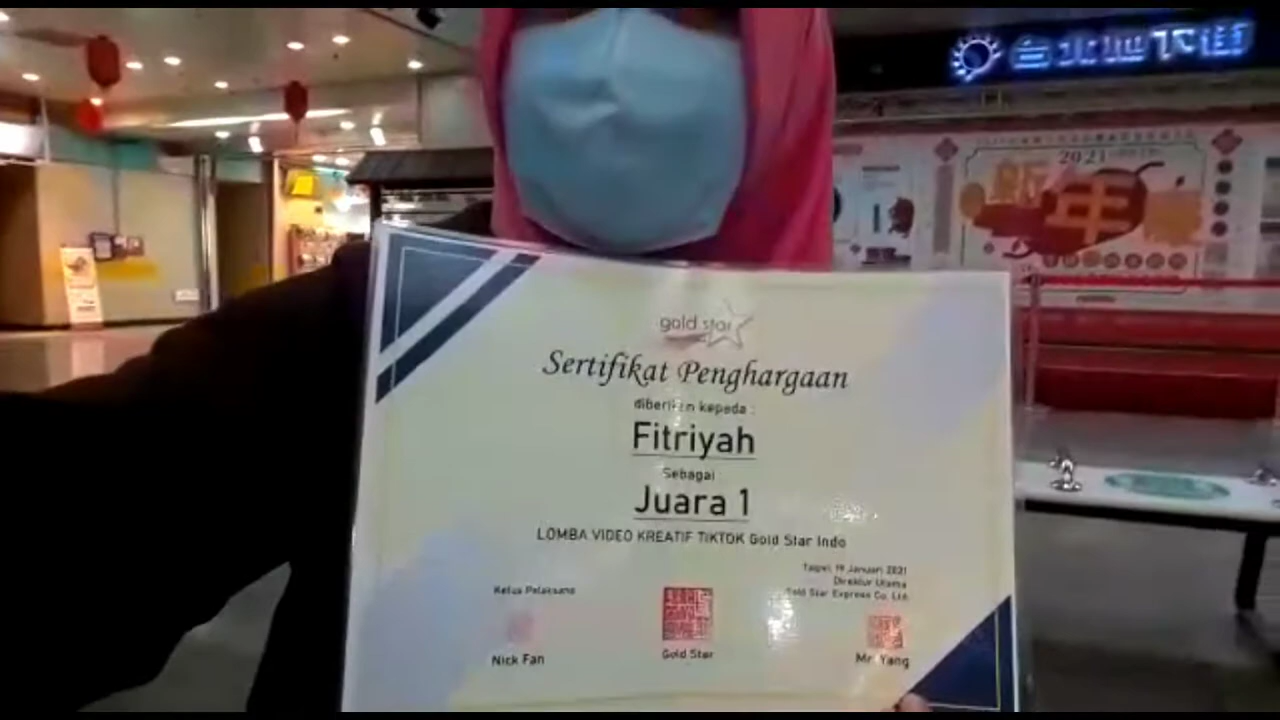 台北地下街
2021
新年
gold star
Sertifikat Penghargaan
diberikan kepada :
Fitriyah
Sebagai
Juara 1
LOMBA VIDEO KREATIF TIKTOK Gold Star Indo
Taipei 19 Januari 2021
Direktur Utama
Gold Star Express Co. Ltd.
Ketua Pelaksana
Nick Fan
Gold Star
Mr. Yang